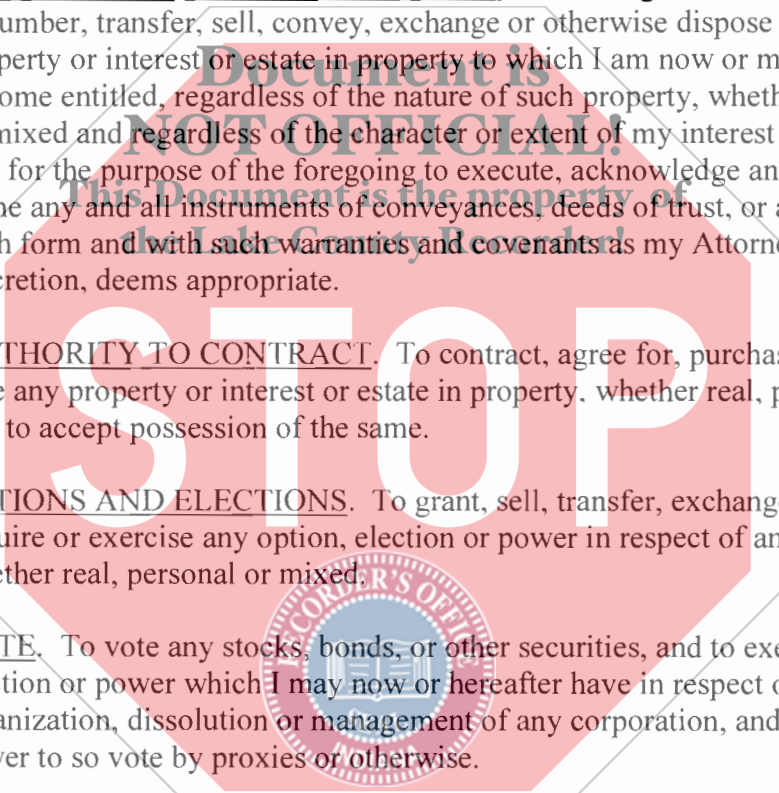 umber, transfer, sell, convey, exchange or otherwise dispose
Document is
perty or interest or estate in property to which I am now or m
ome entitled, regardless of the nature of such property, wheth
NOT OFFICIAL!
mixed and regardless of the character or extent of my interest
for the purpose of the foregoing to execute, acknowledge an
This Document is the property of
ne any and all instruments of conveyances, deeds of trust, or a
the Lake County Recorder!
h form and with such warranties and covenants as my Attorne
cretion, deems appropriate.
STOP
THORITY TO CONTRACT. To contract, agree for, purchas
e any property or interest or estate in property, whether real, p
to accept possession of the same.
TIONS AND ELECTIONS. To grant, sell, transfer, exchang
uire or exercise any option, election or power in respect of an
ether real, personal or mixed.
RECORDER'S OFFICE
TE. To vote any stocks, bonds, or other securities, and to exe
tion or power which I may now or hereafter have in respect o
anization, dissolution or management of any corporation, and
INDIANA
ver to so vote by proxies or otherwise.